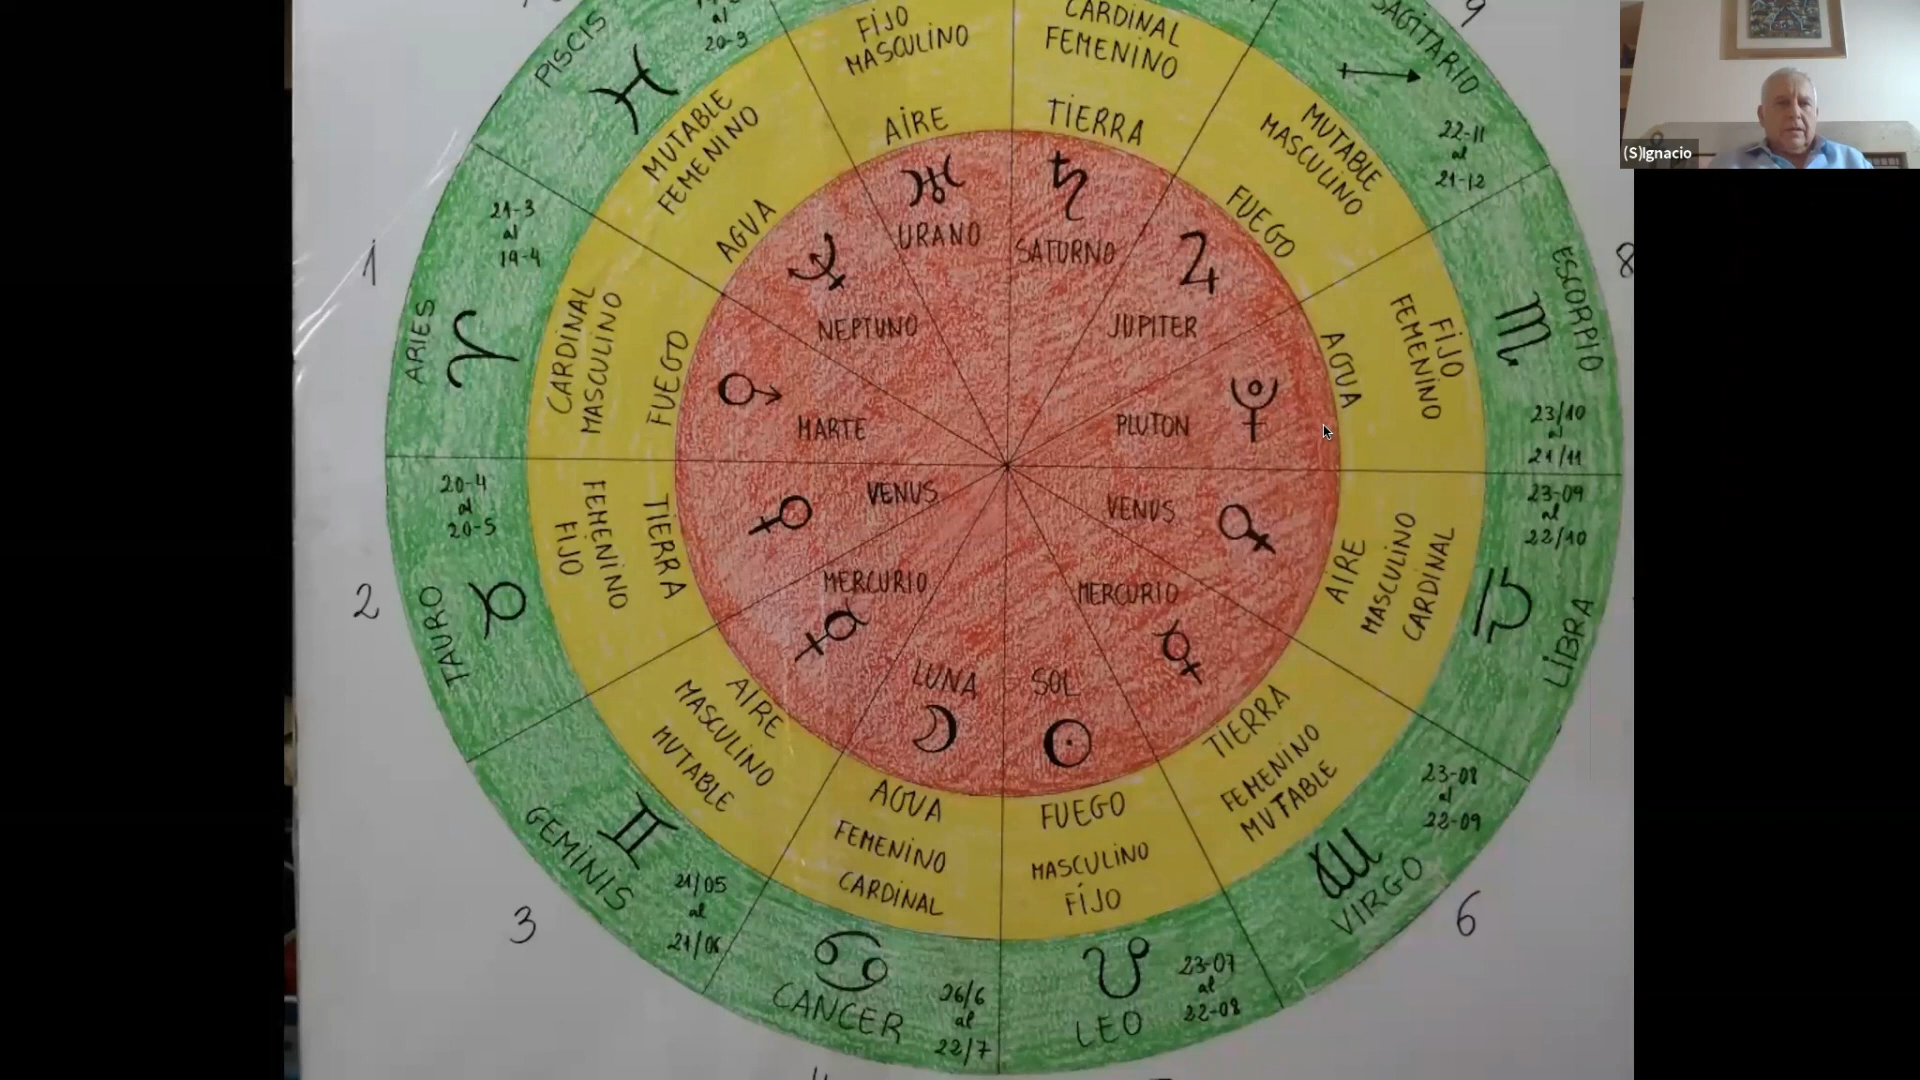 PISCIS
20-3
MUTABLE
FEMENINO
AGUA
NEPTUNO
FIJO
MASCULINO
AIRE
URANO
CARDINAL
FEMENINO
TIERRA
SATURNO
SAGITARIO
9
22-11
al
21-12
MUTABLE
MASCULINO
FUEGO
JUPITER
ESCORPIO
8
23/10
al
21/11
FIJO
FEMENINO
AGUA
PLUTON
LIBRA
23-09
al
22/10
CARDINAL
MASCULINO
AIRE
VENUS
VIRGO
6
23-08
al
22-09
TIERRA
FEMENINO
MUTABLE
MERCURIO
LEO
23-07
al
22-08
FUEGO
MASCULINO
FIJO
SOL
CANCER
26/6
al
22/7
AGUA
FEMENINO
CARDINAL
LUNA
GEMINIS
3
21/05
al
21/06
AIRE
MASCULINO
MUTABLE
MERCURIO
TAURO
2
20-4
al
20-5
TIERRA
FEMENINO
FIJO
VENUS
ARIES
1
21-3
al
19-4
CARDINAL
MASCULINO
FUEGO
MARTE
(S)Ignacio